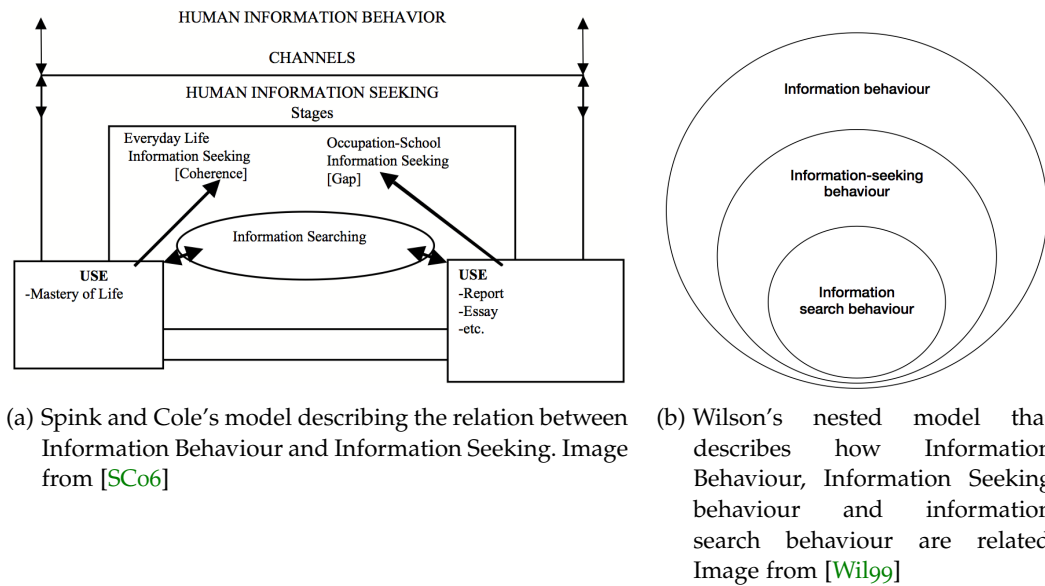 HUMAN INFORMATION BEHAVIOR
CHANNELS
HUMAN INFORMATION SEEKING
Stages
Everyday Life
Information Seeking
[Coherence]
Occupation-School
Information Seeking
[Gap]
Information Searching
USE
-Mastery of Life
USE
-Report
-Essay
-etc.
(a) Spink and Cole's model describing the relation between
Information Behaviour and Information Seeking. Image
from [SC06]
Information behaviour
Information-seeking
behaviour
Information
search behaviour
(b) Wilson's nested model tha
describes how Information
Behaviour, Information Seeking
behaviour and information
search behaviour are related
Image from [Wil99]